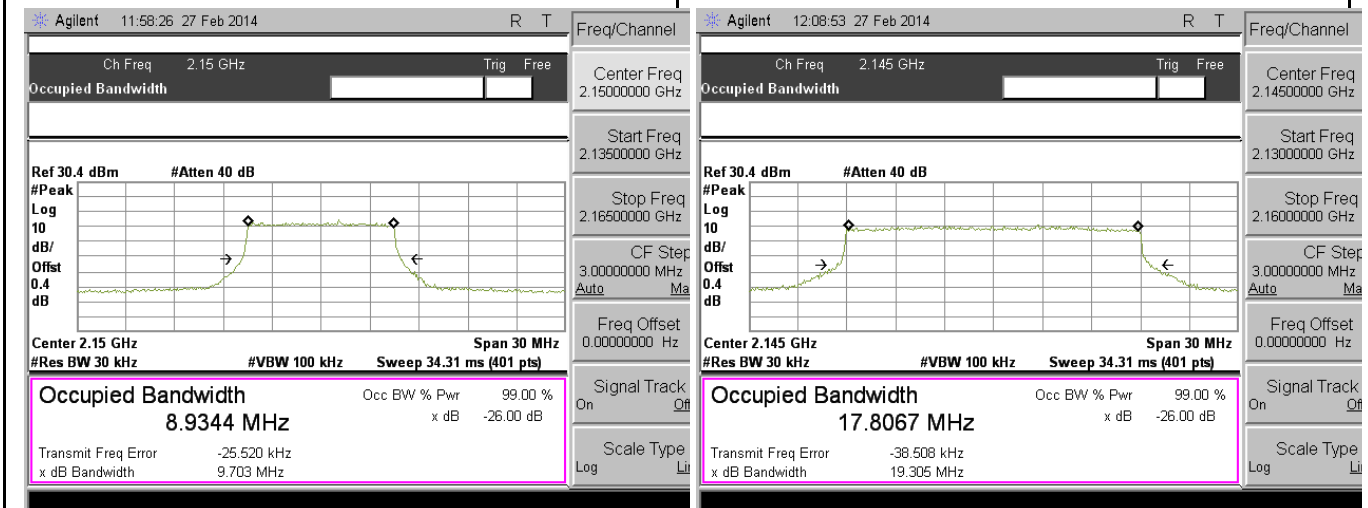 Agilent 11:58:26 27 Feb 2014 R T
Freq/Channel
Ch Freq 2.15 GHz Trig Free
Occupied Bandwidth
Center Freq
2.15000000 GHz
Start Freq
2.13500000 GHz
Ref 30.4 dBm #Atten 40 dB
#Peak
Log
10
dB/
Offst
0.4
dB
Stop Freq
2.16500000 GHz
CF Step
3.00000000 MHz
Auto Ma
Freq Offset
0.00000000 Hz
Center 2.15 GHz Span 30 MHz
#Res BW 30 kHz #VBW 100 kHz Sweep 34.31 ms (401 pts)
Occupied Bandwidth Occ BW % Pwr 99.00 %
8.9344 MHz x dB -26.00 dB
Transmit Freq Error -25.520 kHz
x dB Bandwidth 9.703 MHz
Signal Track
On Off
Scale Type
Log Li
Agilent 12:08:53 27 Feb 2014 R T
Freq/Channel
Ch Freq 2.145 GHz Trig Free
Occupied Bandwidth
Center Freq
2.14500000 GHz
Start Freq
2.13000000 GHz
Ref 30.4 dBm #Atten 40 dB
#Peak
Log
10
dB/
Offst
0.4
dB
Stop Freq
2.16000000 GHz
CF Step
3.00000000 MHz
Auto Ma
Freq Offset
0.00000000 Hz
Center 2.145 GHz Span 30 MHz
#Res BW 30 kHz #VBW 100 kHz Sweep 34.31 ms (401 pts)
Occupied Bandwidth Occ BW % Pwr 99.00 %
17.8067 MHz x dB -26.00 dB
Transmit Freq Error -38.508 kHz
x dB Bandwidth 19.305 MHz
Signal Track
On Off
Scale Type
Log Li